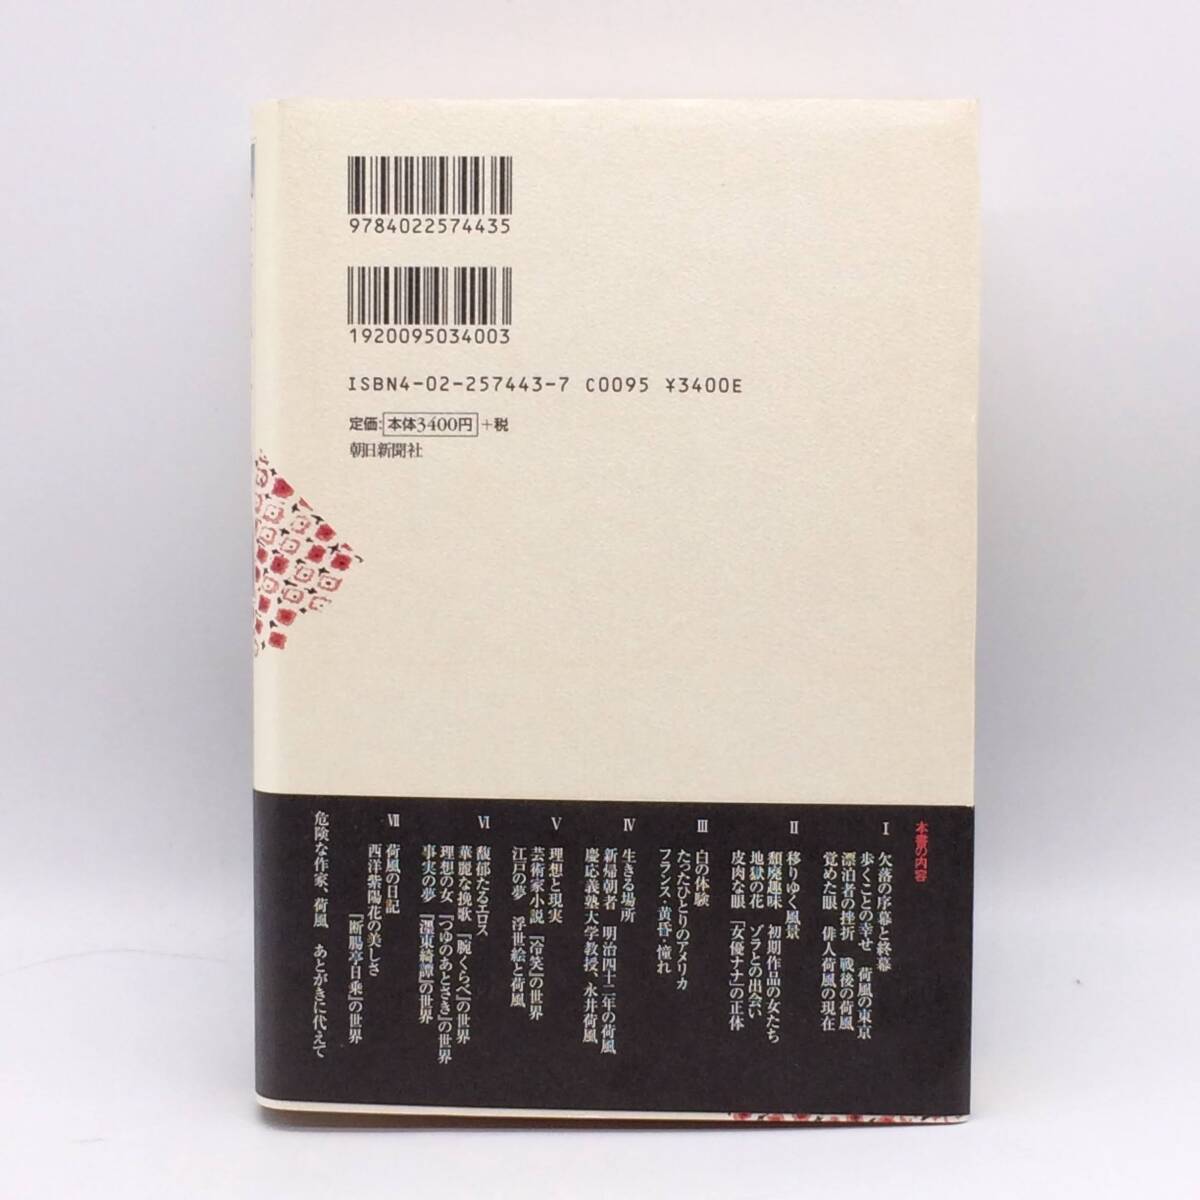 9784022574435
1920095034003
ISBN4-02-257443-7 C0095 ¥3400E
定価:本体3400円+税
朝日新聞社
本書の内容
I 欠落の序幕と終幕
歩くことの幸せ 荷風の東京
漂泊者の挫折 戦後の荷風
覚めた眼 俳人荷風の現在
II 移りゆく風景
頽廃趣味 初期作品の女たち
地獄の花 ゾラとの出会い
皮肉な眼 「女優ナナ」の正体
III 白の体験
たったひとりのアメリカ
フランス・黄昏・憧れ
IV 生きる場所
新帰朝者 明治四十二年の荷風
慶応義塾大学教授、永井荷風
V 理想と現実
芸術家小説 『冷笑』の世界
江戸の夢 浮世絵と荷風
VI 馥郁たるエロス
華麗な挽歌 『腕くらべ』の世界
理想の女 『つゆのあとさき』の世界
事実の夢 『濹東綺譚』の世界
VII 荷風の日記
西洋紫陽花の美しさ
『断腸亭日乗』の世界
危険な作家、荷風 あとがきに代えて